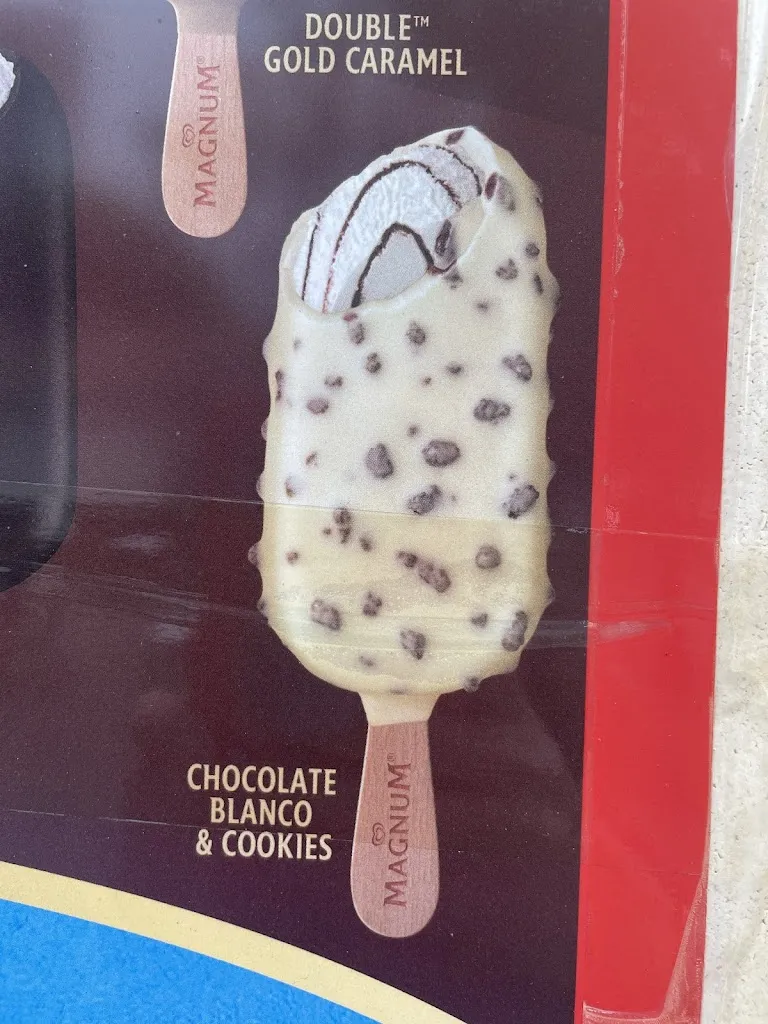 DOUBLE™
GOLD CARAMEL
MAGNUM®
CHOCOLATE
BLANCO
& COOKIES
MAGNUM®